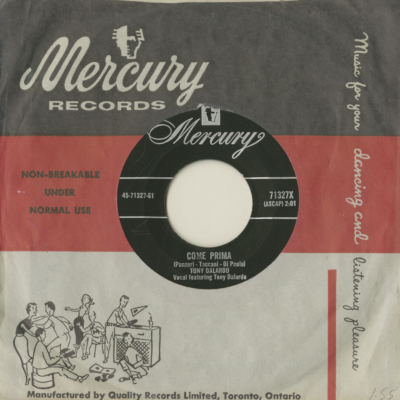 Mercury
RECORDS
Music for your dancing and listening pleasure
NON-BREAKABLE
UNDER
NORMAL USE
Mercury
45-71327-61
71327X
(ASCAP) 2:01
COME PRIMA
(Panzeri - Taccani - Di Paola)
TONY DALARDO
Vocal featuring Tony Dalardo
Manufactured by Quality Records Limited, Toronto, Ontario
1.55